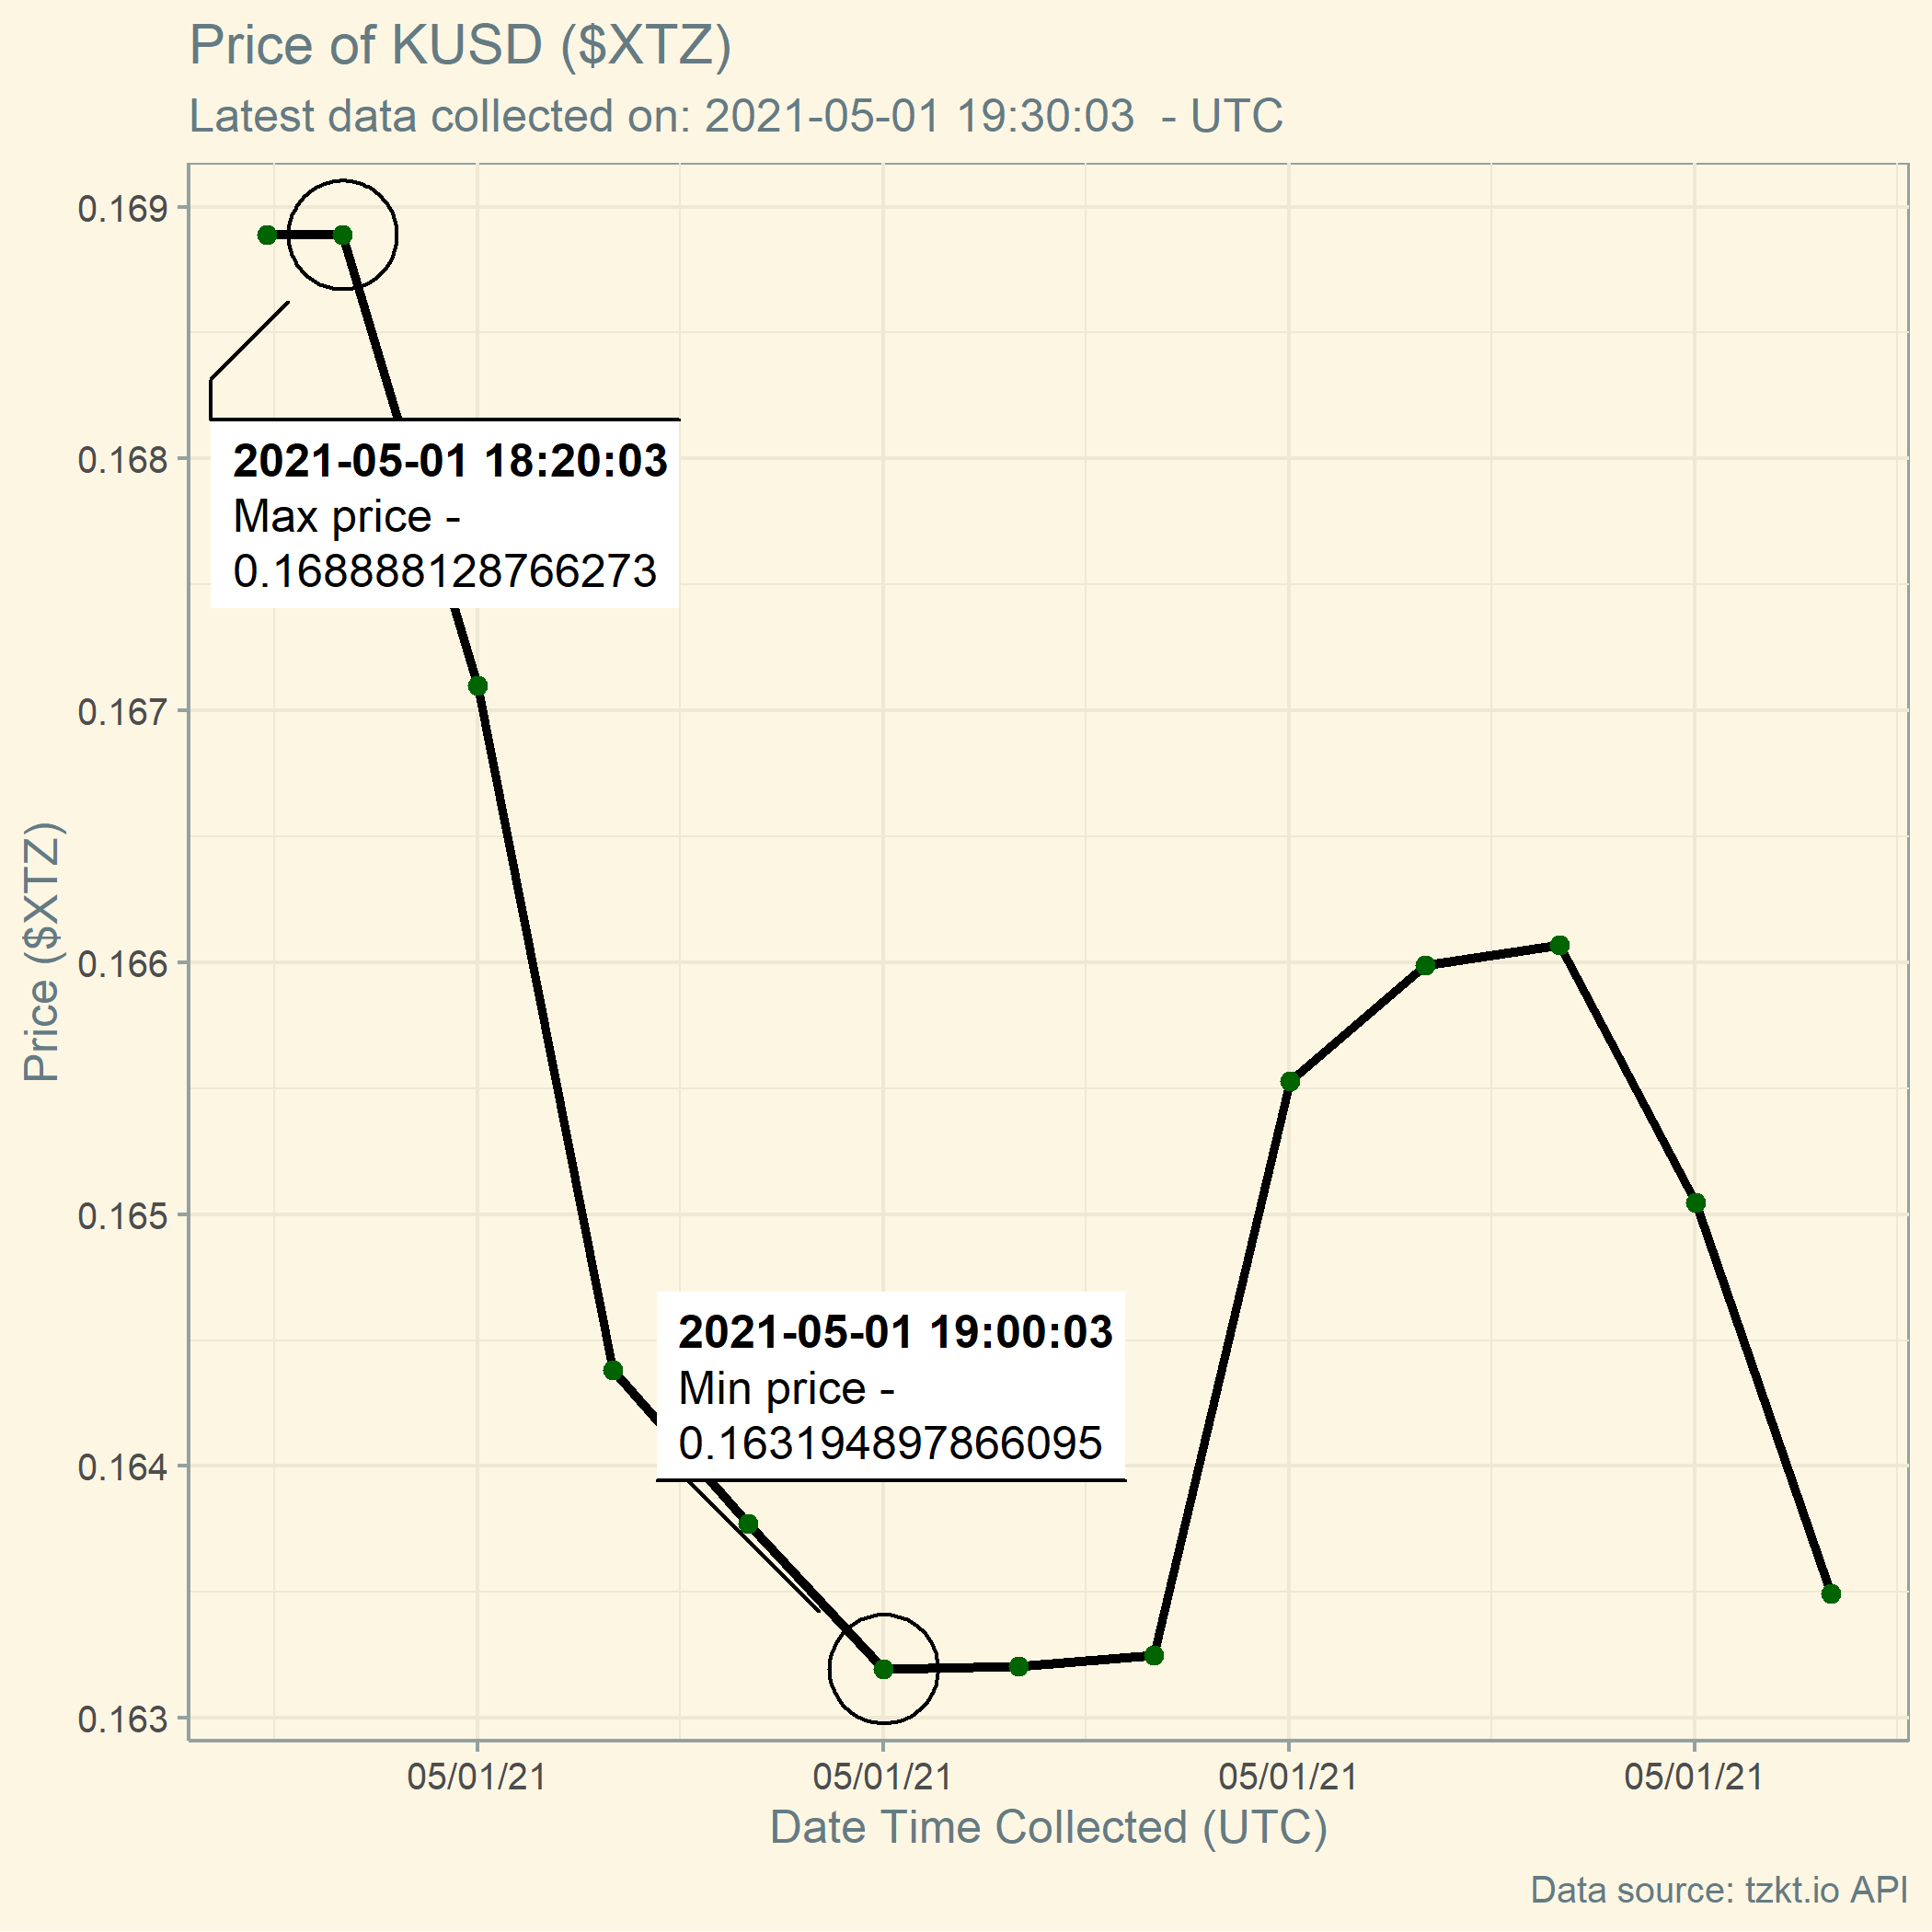 Price of KUSD ($XTZ)
Latest data collected on: 2021-05-01 19:30:03  - UTC
0.169
0.168
0.167
0.166
0.165
0.164
0.163
Price ($XTZ)
2021-05-01 18:20:03
Max price -
0.168888128766273
2021-05-01 19:00:03
Min price -
0.163194897866095
05/01/21
05/01/21
05/01/21
05/01/21
Date Time Collected (UTC)
Data source: tzkt.io API